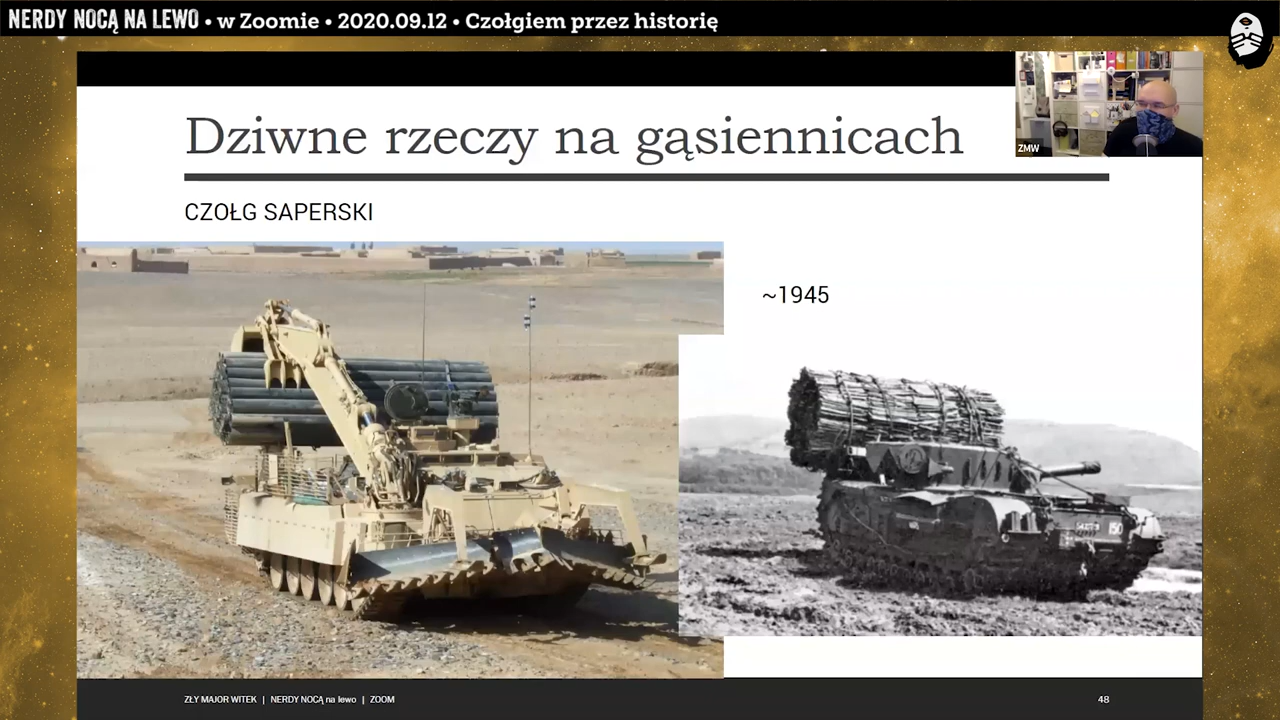 NERDY NOCĄ NA LEWO • w Zoomie • 2020.09.12 • Czołgiem przez historię
Dziwne rzeczy na gąsiennicach
ZMW
CZOŁG SAPERSKI
~1945
150
ZŁY MAJOR WITEK | NERDY NOCĄ na lewo | ZOOM
48